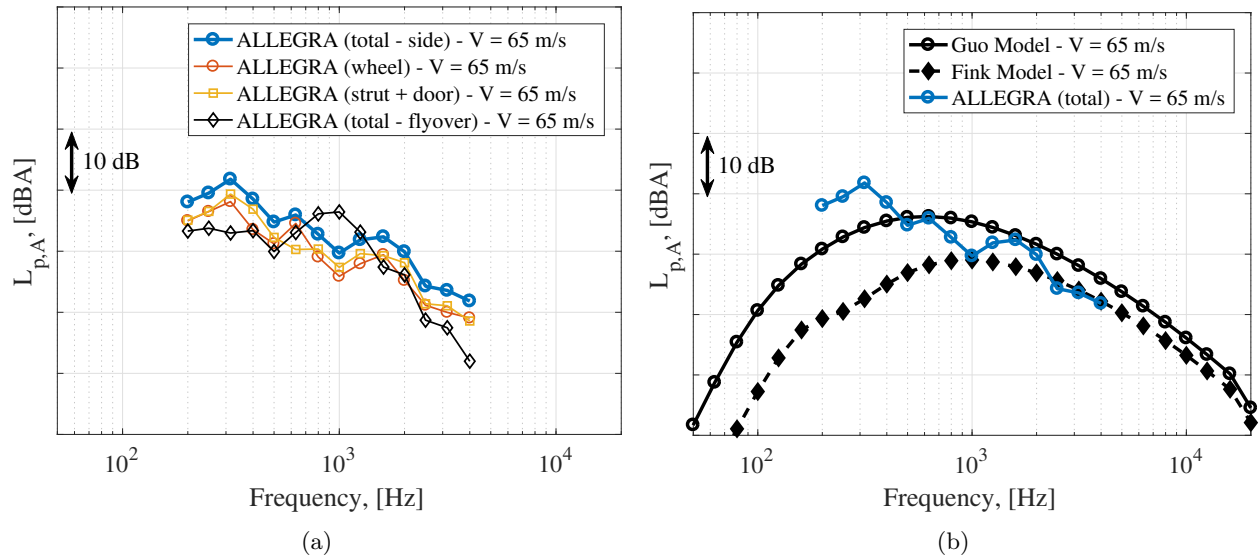 ALLEGRA (total - side) - V = 65 m/s
ALLEGRA (wheel) - V = 65 m/s
ALLEGRA (strut + door) - V = 65 m/s
ALLEGRA (total - flyover) - V = 65 m/s
10 dB
L_{p,A}, [dBA]
10^2
10^3
10^4
Frequency, [Hz]
(a)
Guo Model - V = 65 m/s
Fink Model - V = 65 m/s
ALLEGRA (total) - V = 65 m/s
10 dB
L_{p,A}, [dBA]
10^2
10^3
10^4
Frequency, [Hz]
(b)